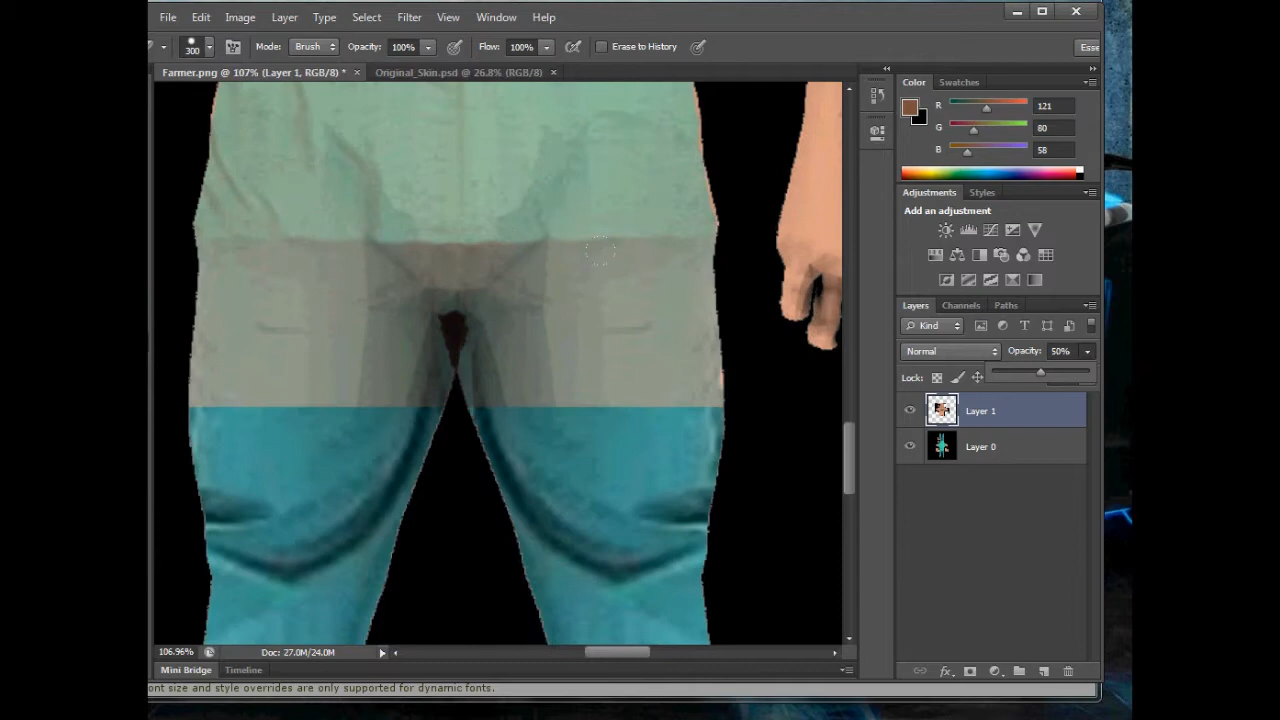 File Edit Image Layer Type Select Filter View Window Help
300 Mode: Brush Opacity: 100% Flow: 100% Erase to History Esse
Farmer.png @ 107% (Layer 1, RGB/8) * × Original_Skin.psd @ 26.8% (RGB/8) ×
Color Swatches
R 121
G 80
B 58
Adjustments Styles
Add an adjustment
Layers Channels Paths
Kind
Normal Opacity: 50%
Lock:
Layer 1
Layer 0
106.96% Doc: 27.0M/24.0M
Mini Bridge Timeline
ont size and style overrides are only supported for dynamic fonts.